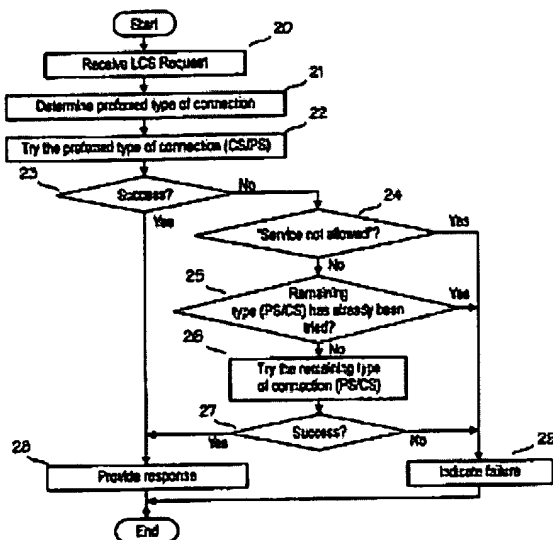 Start
20
Receive LCS Request
21
Determine preferred type of connection
22
Try the preferred type of connection (CS/PS)
23
Success?
No
Yes
24
"Service not allowed"?
Yes
No
25
Remaining
type (PS/CS) has already been
tried?
Yes
No
26
Try the remaining type
of connection (PS/CS)
27
Success?
Yes
No
28
Provide response
29
Indicate failure
End